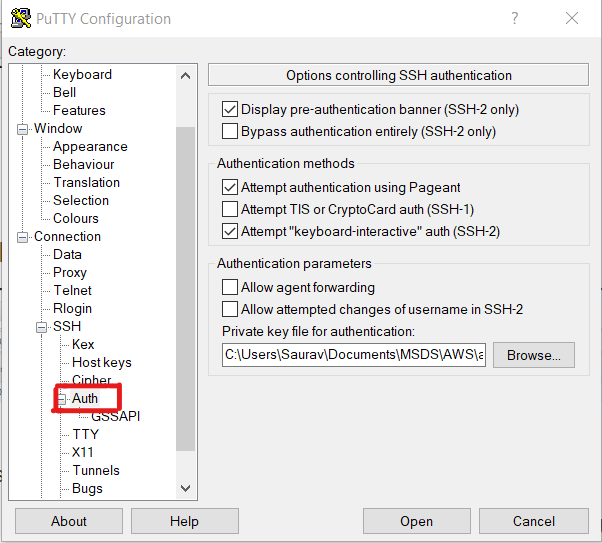 PuTTY Configuration
Category:
Keyboard
Bell
Features
Window
Appearance
Behaviour
Translation
Selection
Colours
Connection
Data
Proxy
Telnet
Rlogin
SSH
Kex
Host keys
Cipher
Auth
GSSAPI
TTY
X11
Tunnels
Bugs
Options controlling SSH authentication
Display pre-authentication banner (SSH-2 only)
Bypass authentication entirely (SSH-2 only)
Authentication methods
Attempt authentication using Pageant
Attempt TIS or CryptoCard auth (SSH-1)
Attempt "keyboard-interactive" auth (SSH-2)
Authentication parameters
Allow agent forwarding
Allow attempted changes of username in SSH-2
Private key file for authentication:
C:\Users\Saurav\Documents\MSDS\AWS\a Browse...
About Help Open Cancel